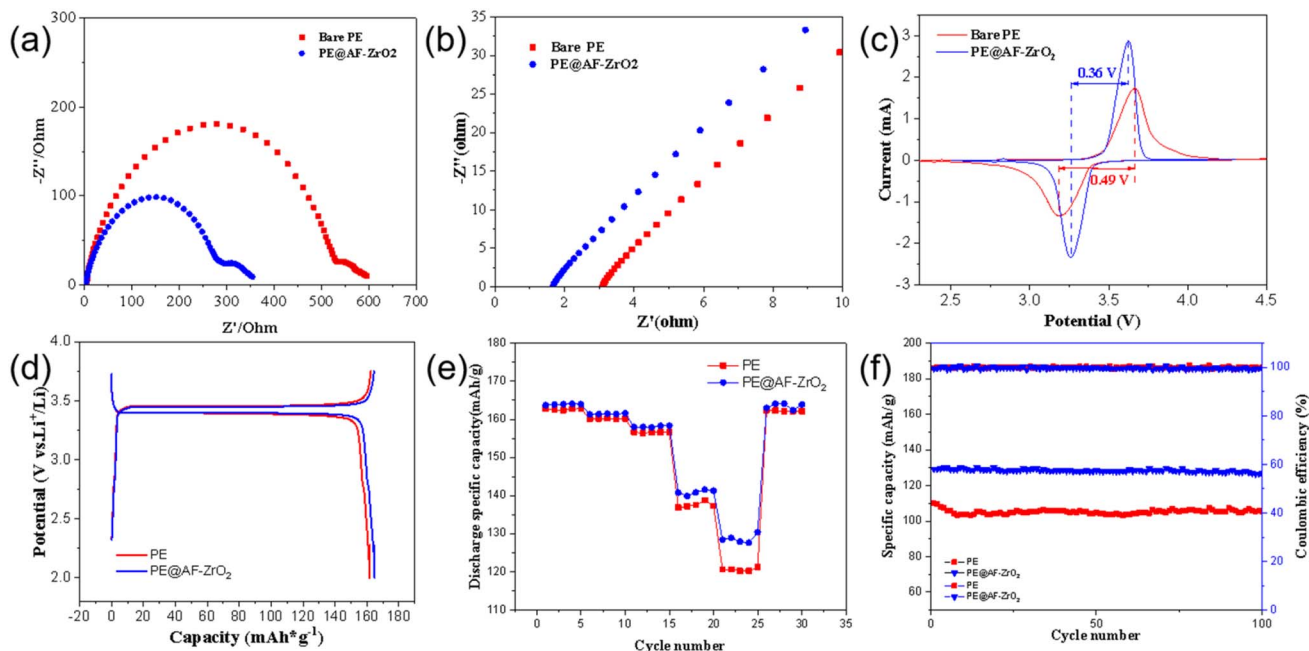 (a)
300
200
100
0
-Z''/Ohm
Bare PE
PE@AF-ZrO2
0 100 200 300 400 500 600 700
Z'/Ohm
(b)
35
30
25
20
15
10
5
0
-Z''(ohm)
Bare PE
PE@AF-ZrO2
0 2 4 6 8 10
Z'(ohm)
(c)
3
2
1
0
-1
-2
-3
Current (mA)
Bare PE
PE@AF-ZrO₂
0.36 V
0.49 V
2.5 3.0 3.5 4.0 4.5
Potential (V)
(d)
4.0
3.5
3.0
2.5
2.0
Potential (V vs.Li⁺/Li)
PE
PE@AF-ZrO₂
-20 0 20 40 60 80 100 120 140 160
Capacity (mAh*g⁻¹)
(e)
180
170
160
150
140
130
120
110
Discharge specific capacity(mAh/g)
PE
PE@AF-ZrO₂
-5 0 5 10 15 20 25 30 35
Cycle number
(f)
200
180
160
140
120
100
80
60
40
Specific capacity (mAh/g)
PE
PE@AF-ZrO₂
PE
PE@AF-ZrO₂
0 50 100
Cycle number
100
80
60
40
20
0
Coulombic efficiency (%)